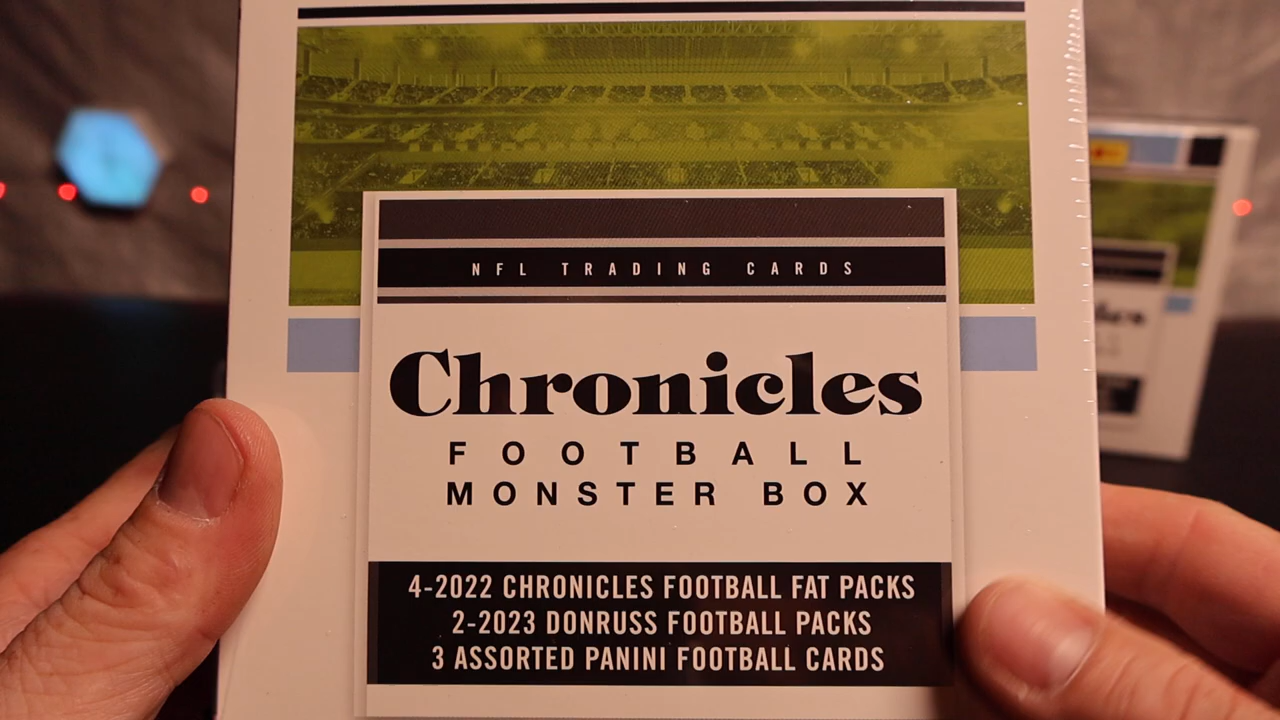 NFL TRADING CARDS
Chronicles
FOOTBALL
MONSTER BOX
4-2022 CHRONICLES FOOTBALL FAT PACKS
2-2023 DONRUSS FOOTBALL PACKS
3 ASSORTED PANINI FOOTBALL CARDS